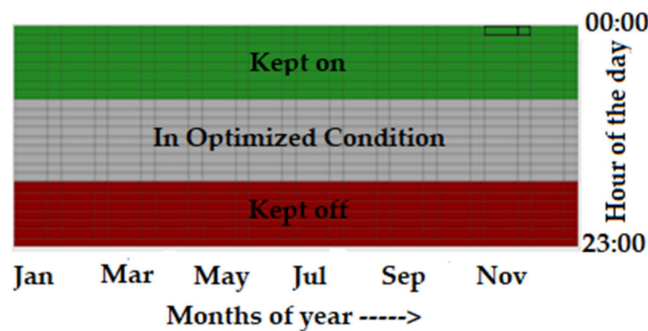 00:00
Kept on
In Optimized Condition
Kept off
Hour of the day
23:00
Jan Mar May Jul Sep Nov
Months of year ----->